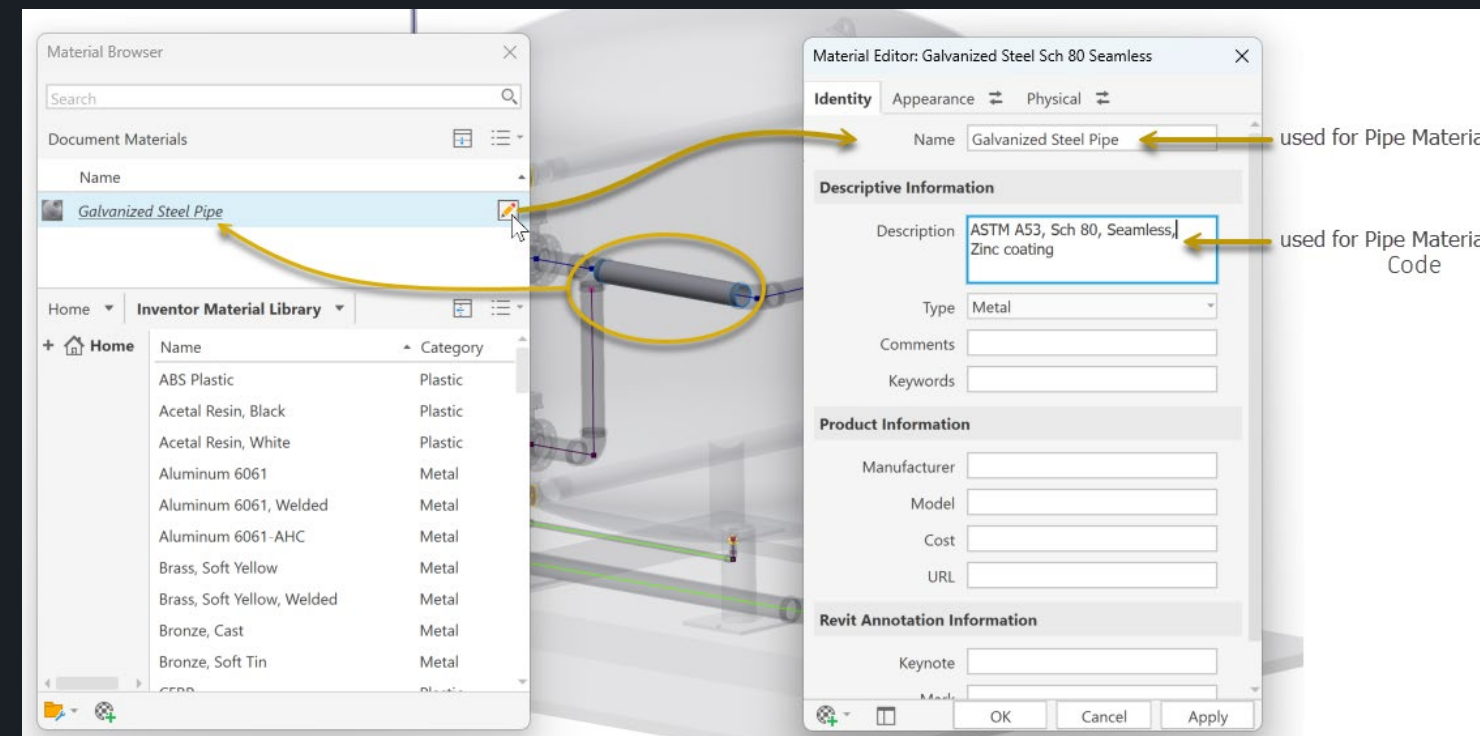 Material Browser
Search
Document Materials
Name
Galvanized Steel Pipe
Home
Inventor Material Library
+ Home
Name Category
ABS Plastic Plastic
Acetal Resin, Black Plastic
Acetal Resin, White Plastic
Aluminum 6061 Metal
Aluminum 6061, Welded Metal
Aluminum 6061-AHC Metal
Brass, Soft Yellow Metal
Brass, Soft Yellow, Welded Metal
Bronze, Cast Metal
Bronze, Soft Tin Metal
Material Editor: Galvanized Steel Sch 80 Seamless
Identity Appearance Physical
Name Galvanized Steel Pipe
used for Pipe Materia
Descriptive Information
Description ASTM A53, Sch 80, Seamless,
Zinc coating
used for Pipe Materia
Code
Type Metal
Comments
Keywords
Product Information
Manufacturer
Model
Cost
URL
Revit Annotation Information
Keynote
Mark
OK Cancel Apply